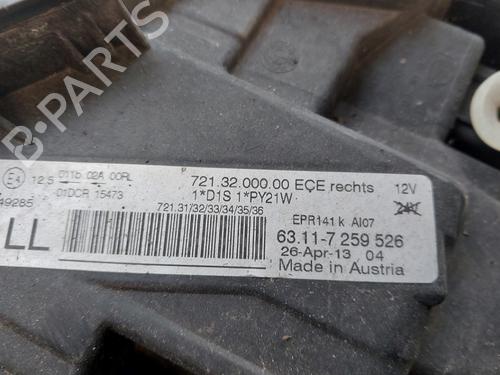 B-PARTS
E4 12,5 011b 02A 00RL
01DCR 15473
49285
LL
721.32.000.00 ECE rechts 12V
1*D1S 1*PY21W 24V
721.31/32/33/34/35/36
EPR141 k AI07
63.11-7 259 526
26-Apr-13 04
Made in Austria